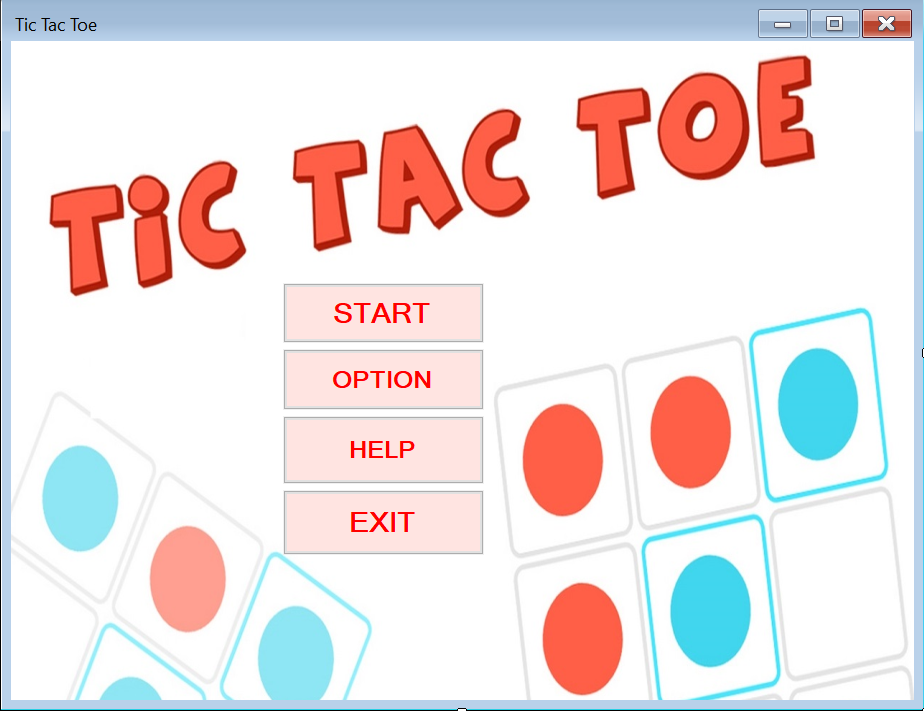 Tic Tac Toe
TiC TAC TOE
START
OPTION
HELP
EXIT